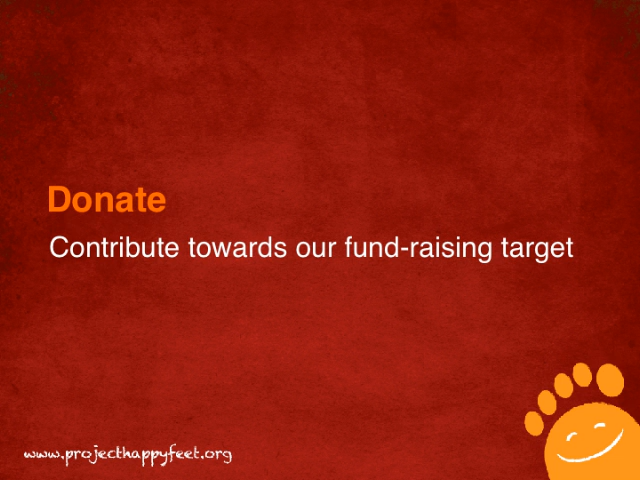 Donate
Contribute towards our fund-raising target
www.projecthappyfeet.org